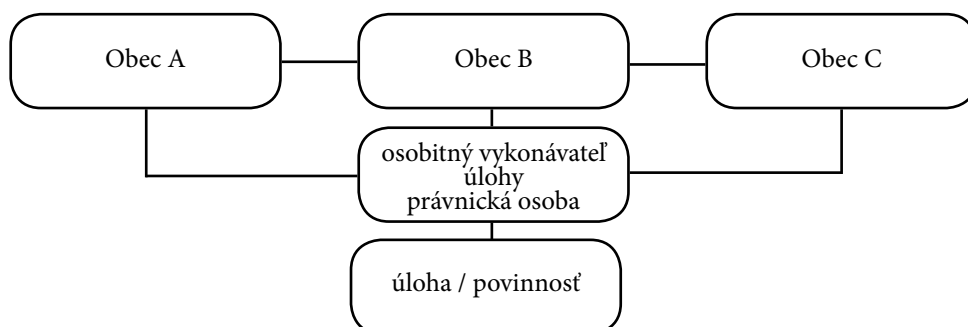 Obec A
Obec B
Obec C
osobitný vykonávateľ
úlohy
právnická osoba
úloha / povinnosť